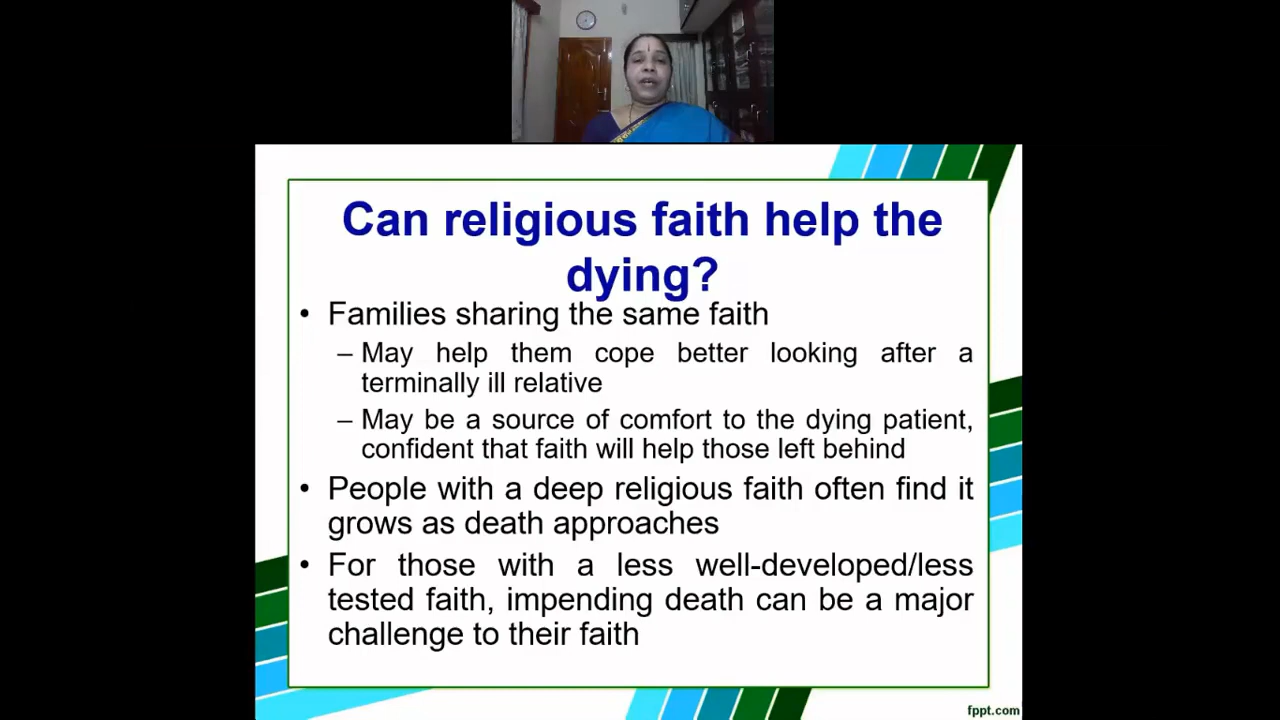 Can religious faith help the
dying?
• Families sharing the same faith
– May help them cope better looking after a
terminally ill relative
– May be a source of comfort to the dying patient,
confident that faith will help those left behind
• People with a deep religious faith often find it
grows as death approaches
• For those with a less well-developed/less
tested faith, impending death can be a major
challenge to their faith
fppt.com